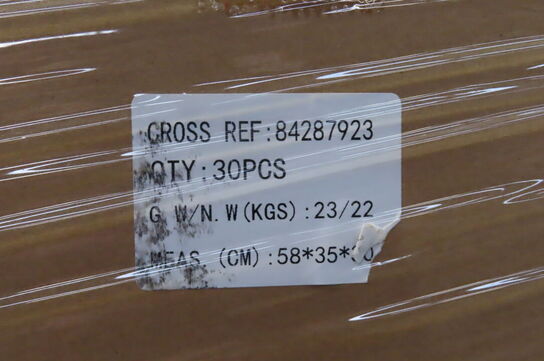 CROSS REF:84287923
QTY:30PCS
G.W/N.W(KGS):23/22
MEAS (CM):58*35*